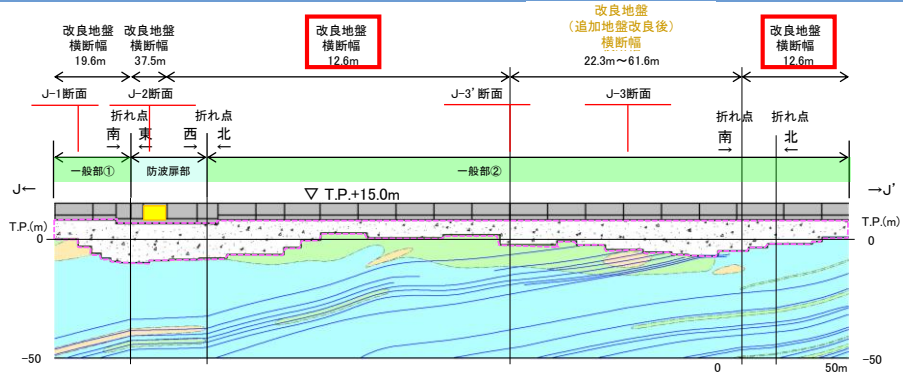 改良地盤
横断幅
19.6m
改良地盤
横断幅
37.5m
改良地盤
横断幅
12.6m
改良地盤
（追加地盤改良後）
横断幅
22.3m～61.6m
改良地盤
横断幅
12.6m
J-1断面
J-2断面
J-3’断面
J-3断面
折れ点
南 東
→ ←
折れ点
西 北
→ ←
折れ点
南
→
折れ点
北
←
一般部①
防波扉部
一般部②
J←
→J’
▽ T.P.+15.0m
T.P.(m)
T.P.(m)
0
0
-50
-50
0 50m